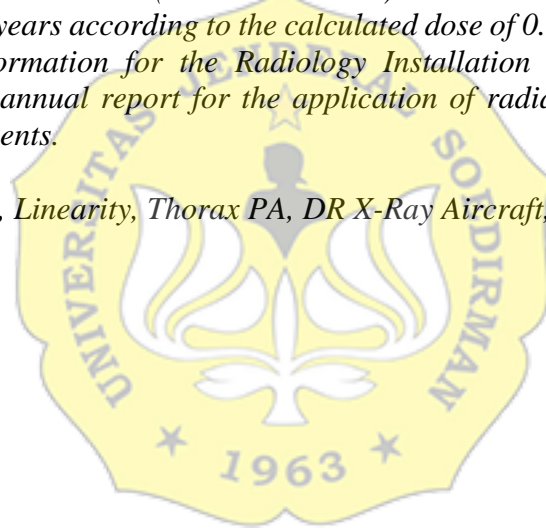 years according to the calculated dose of 0.
ormation for the Radiology Installation
annual report for the application of radia
ents.
, Linearity, Thorax PA, DR X-Ray Aircraft,
UNIVERSITAS JENDERAL SOEDIRMAN
1963